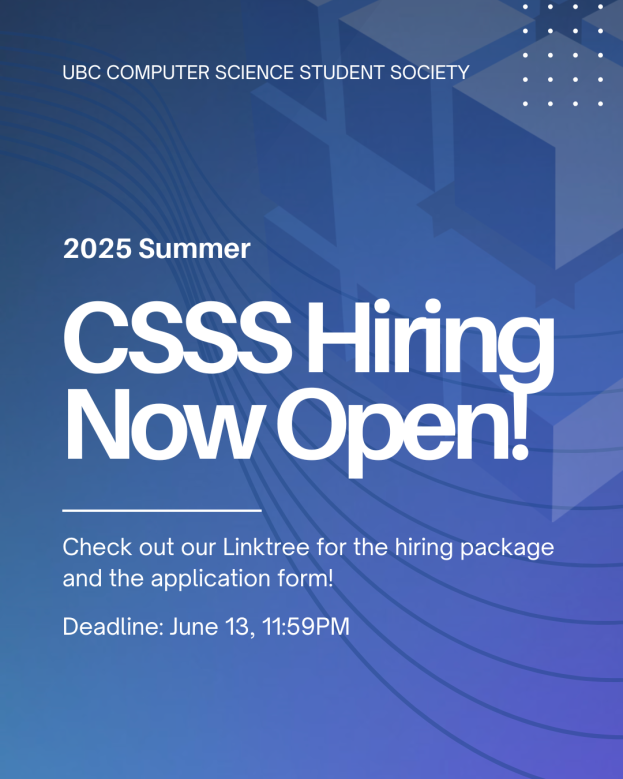 UBC COMPUTER SCIENCE STUDENT SOCIETY
2025 Summer
CSSS Hiring
Now Open!
Check out our Linktree for the hiring package
and the application form!
Deadline: June 13, 11:59PM